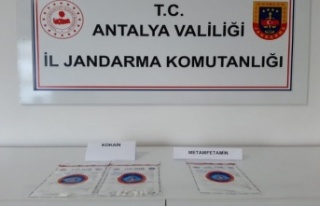 T.C.
ANTALYA VALİLİĞİ
İL JANDARMA KOMUTANLIĞI
KOKAİN
METAMFETAMİN